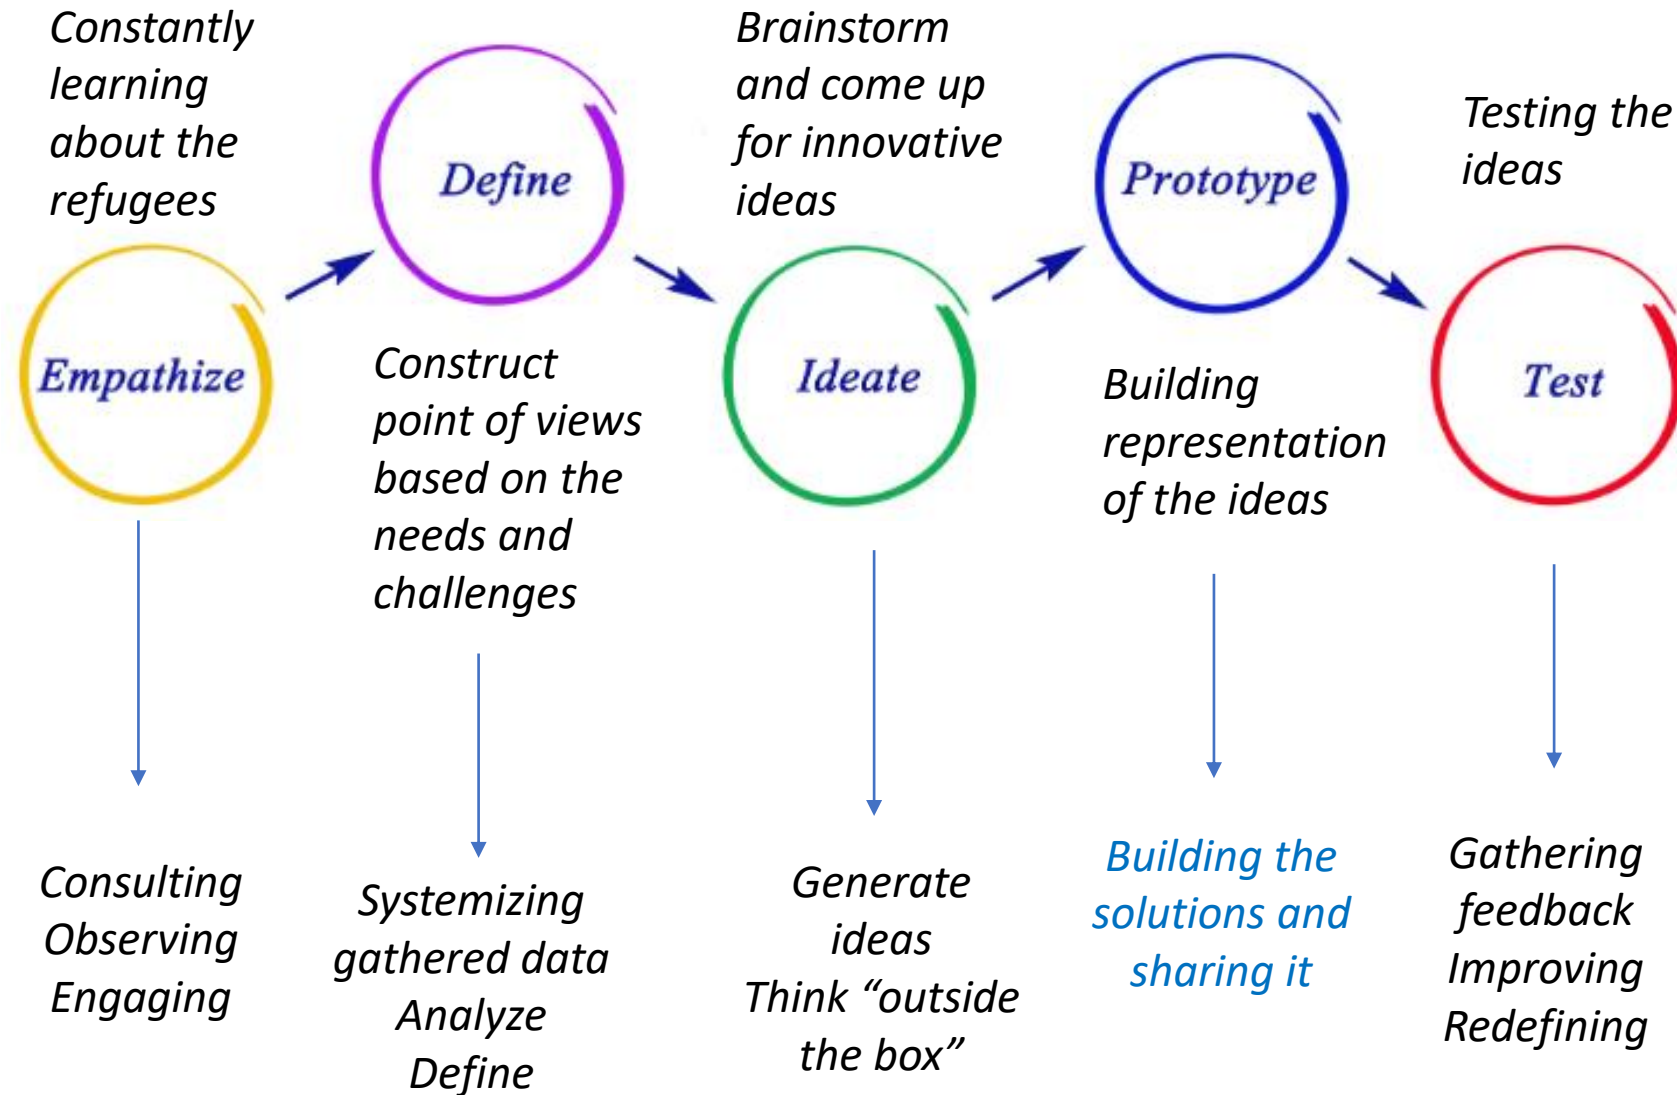 Constantly
learning
about the
refugees
Empathize
Consulting
Observing
Engaging
Define
Construct
point of views
based on the
needs and
challenges
Systemizing
gathered data
Analyze
Define
Brainstorm
and come up
for innovative
ideas
Ideate
Generate
ideas
Think “outside
the box”
Prototype
Building
representation
of the ideas
Building the
solutions and
sharing it
Testing the
ideas
Test
Gathering
feedback
Improving
Redefining